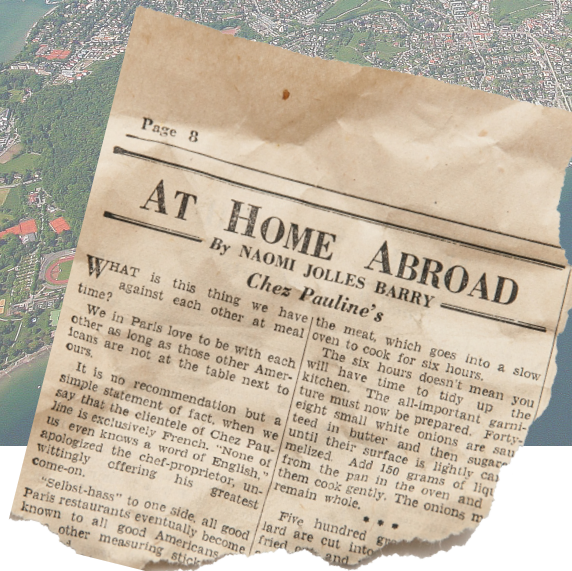 Page 8
AT HOME ABROAD
By NAOMI JOLLES BARRY
Chez Pauline's
WHAT is this thing we have
against each other at meal
time?
We in Paris love to be with each
other as long as those other Amer-
icans are not at the table next to
ours.
It is no recommendation but a
simple statement of fact, when we
say that the clientele of Chez Pau-
line is exclusively French. "None of
us even knows a word of English,"
apologized the chef-proprietor, un-
wittingly offering his greatest
come-on.
"Selbst-hass" to one side, all good
Paris restaurants eventually become
known to all good Americans
other measuring stick
the meat, which goes into a slow
oven to cook for six hours.
The six hours doesn't mean you
will have time to tidy up the
kitchen. The all-important garni-
ture must now be prepared. Forty-
eight small white onions are sau
teed in butter and then sugar
until their surface is lightly car
melized. Add 150 grams of liqu
from the pan in the oven and
them cook gently. The onions m
remain whole.
* * *
Five hundred
lard are cut into
fried and